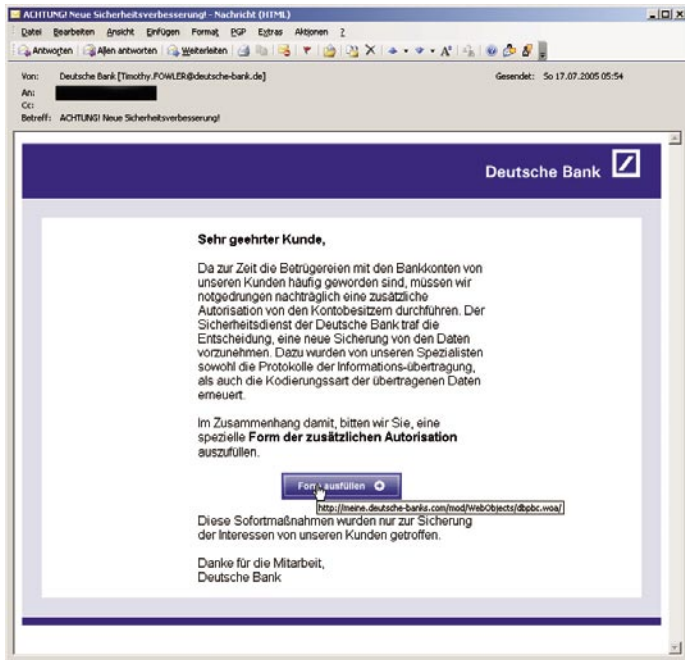 ACHTUNG! Neue Sicherheitsverbesserung! - Nachricht (HTML)
Datei Bearbeiten Ansicht Einfügen Format PGP Extras Aktionen ?
Antworten Allen antworten Weiterleiten
Von: Deutsche Bank [Timothy.FOWLER@deutsche-bank.de] Gesendet: So 17.07.2005 05:54
An:
Cc:
Betreff: ACHTUNG! Neue Sicherheitsverbesserung!
Deutsche Bank
Sehr geehrter Kunde,
Da zur Zeit die Betrügereien mit den Bankkonten von
unseren Kunden häufig geworden sind, müssen wir
notgedrungen nachträglich eine zusätzliche
Autorisation von den Kontobesitzern durchführen. Der
Sicherheitsdienst der Deutsche Bank traf die
Entscheidung, eine neue Sicherung von den Daten
vorzunehmen. Dazu wurden von unseren Spezialisten
sowohl die Protokolle der Informations-übertragung,
als auch die Kodierungssart der übertragenen Daten
erneuert.
Im Zusammenhang damit, bitten wir Sie, eine
spezielle Form der zusätzlichen Autorisation
auszufüllen.
Form ausfüllen
http://meine.deutsche-banks.com/mod/WebObjects/dbpbc.woa/
Diese Sofortmaßnahmen wurden nur zur Sicherung
der Interessen von unseren Kunden getroffen.
Danke für die Mitarbeit,
Deutsche Bank